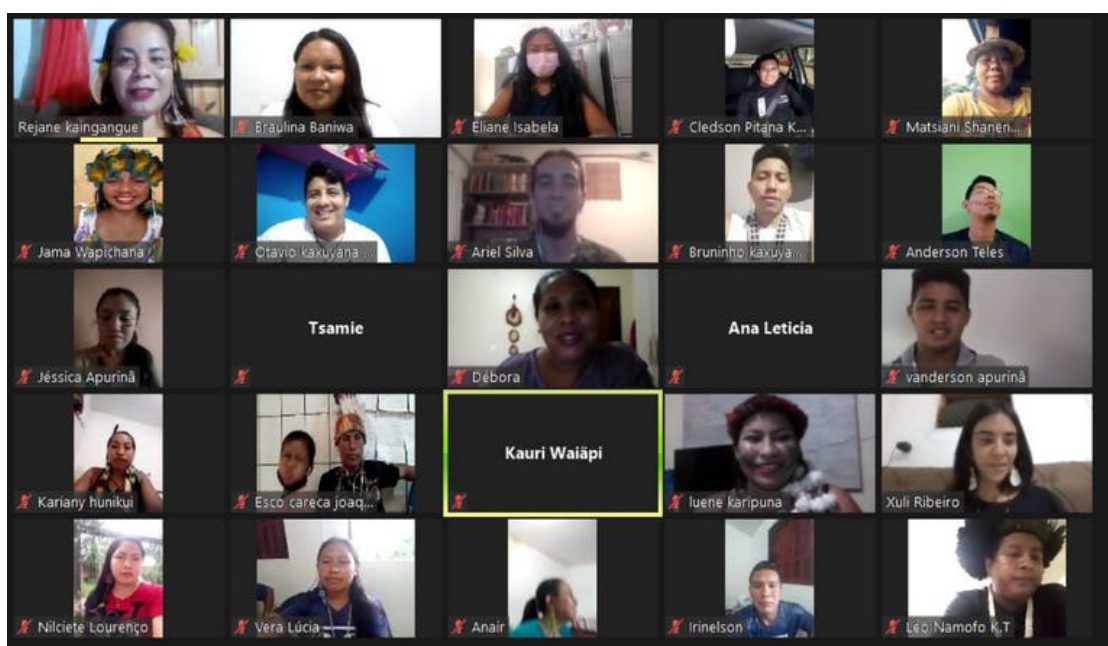 Rejane kaingangue
Braulina Baniwa
Eliane Isabela
Cledson Pitana K...
Matsiani Shanen...
Jama Wapichana
Otavio kaxuyana ...
Ariel Silva
Bruninho kaxuya...
Anderson Teles
Jéssica Apurinã
Tsamie
Débora
Ana Leticia
vanderson apurinã
Kariany hunikui
Esco careca joaq...
Kauri Waiãpi
luene karipuna
Xuli Ribeiro
Nilciete Lourenço
Vera Lúcia
Anair
Irinelson
Leo Namofo K.T